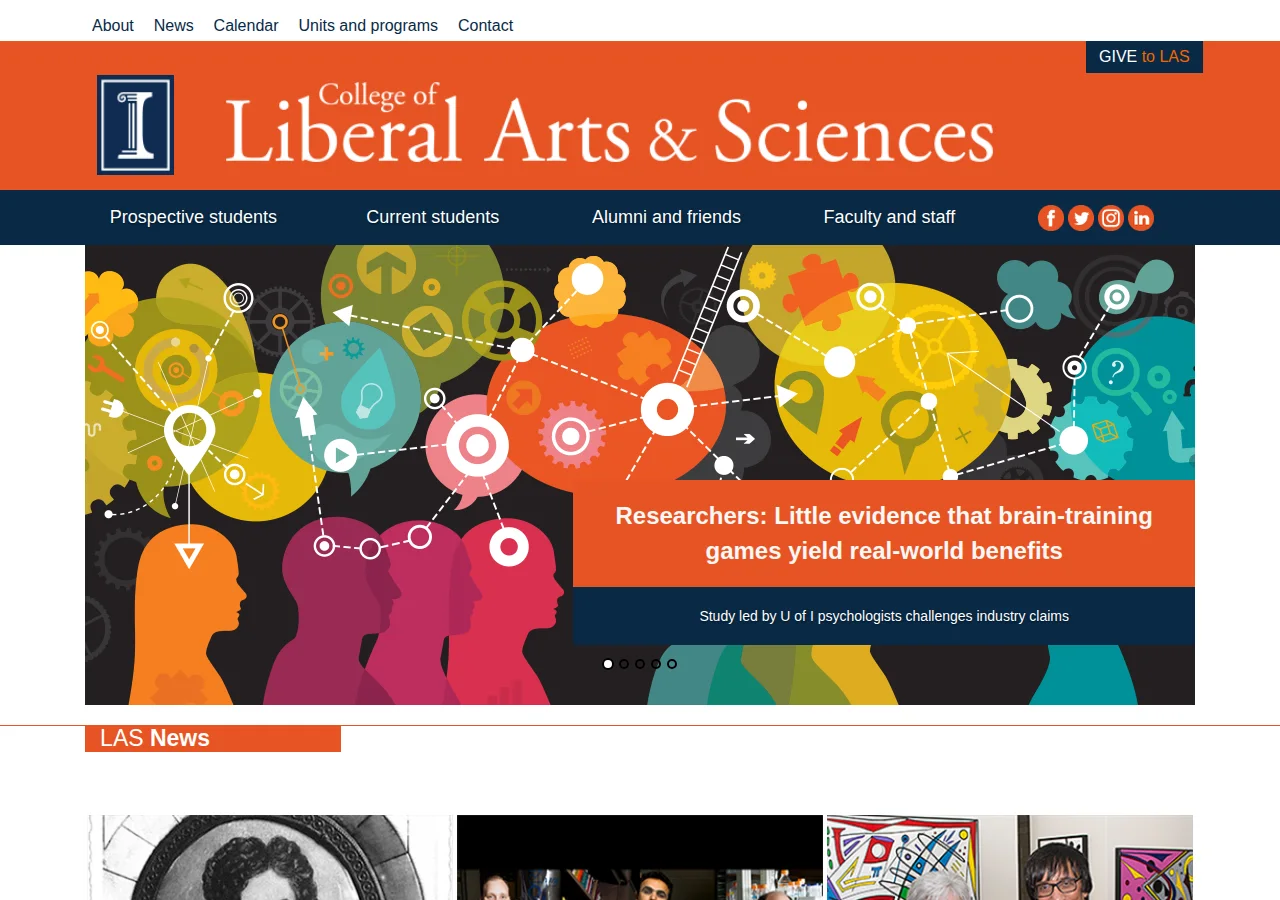 About News Calendar Units and programs Contact
GIVE to LAS
I
College of
Liberal Arts & Sciences
Prospective students Current students Alumni and friends Faculty and staff
?
Researchers: Little evidence that brain-training
games yield real-world benefits
Study led by U of I psychologists challenges industry claims
LAS News